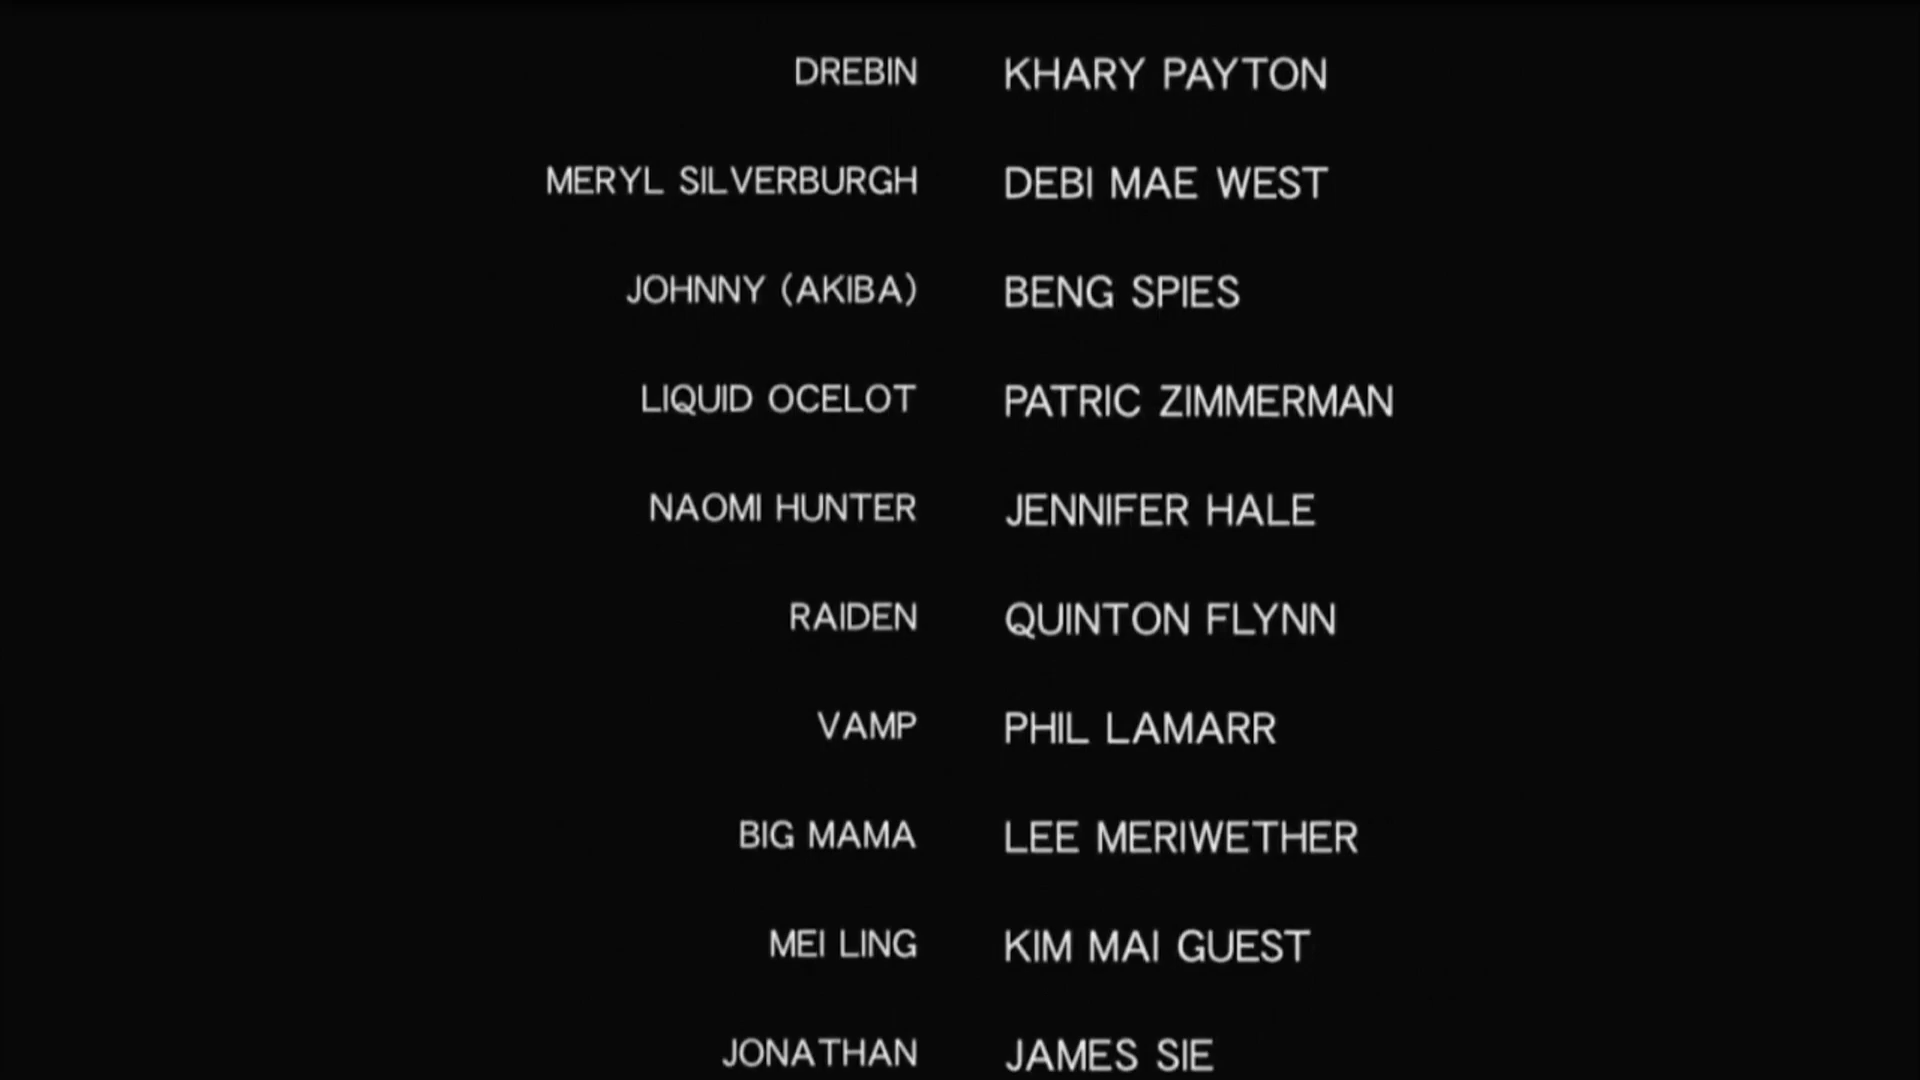 DREBIN KHARY PAYTON
MERYL SILVERBURGH DEBI MAE WEST
JOHNNY (AKIBA) BENG SPIES
LIQUID OCELOT PATRIC ZIMMERMAN
NAOMI HUNTER JENNIFER HALE
RAIDEN QUINTON FLYNN
VAMP PHIL LAMARR
BIG MAMA LEE MERIWETHER
MEI LING KIM MAI GUEST
JONATHAN JAMES SIE